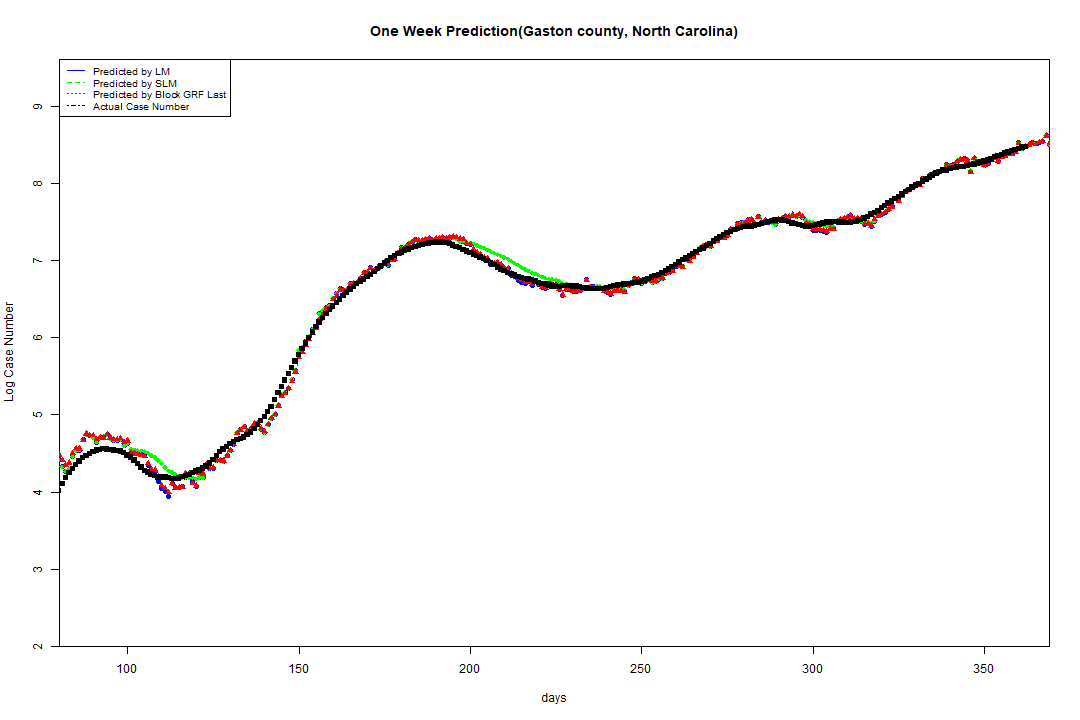 One Week Prediction(Gaston county, North Carolina)
Predicted by LM
Predicted by SLM
Predicted by Block GRF Last
Actual Case Number
Log Case Number
9
8
7
6
5
4
3
2
100 150 200 250 300 350
days